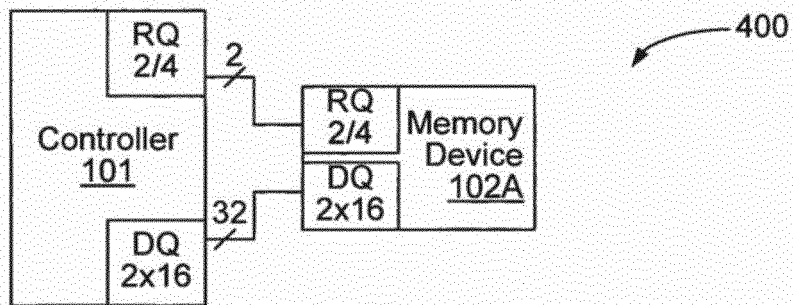 RQ
2/4
2
400
RQ
2/4
Memory
Device
102A
Controller
101
DQ
2x16
32
DQ
2x16